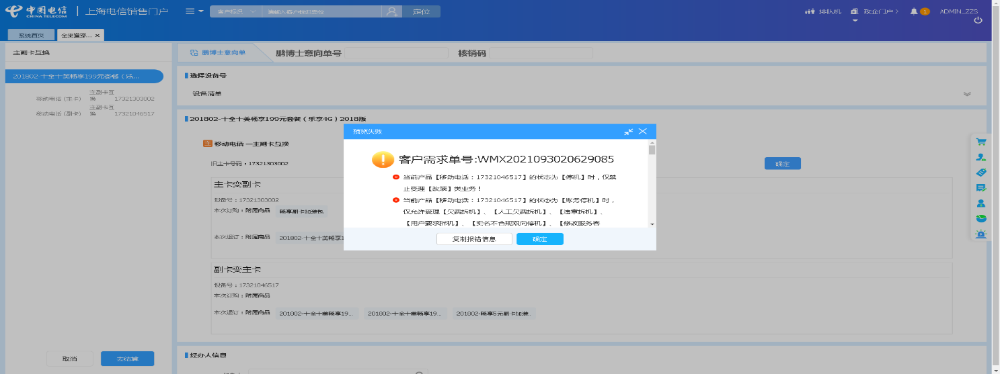 中国电信
CHINA TELECOM
上海电信销售门户
客户标识
请输入客户标识定位
定位
排队机
政企门户
1
ADMIN_ZZS
系统首页
全渠道受...
主副卡互换
201802-十全十美畅享199元套餐（乐...
主副卡互
移动电话 (主卡) 换 17321303002
主副卡互
移动电话 (副卡) 换 17321046517
取消
去结算
鹏博士意向单
鹏博士意向单号
核销码
选择设备号
设备清单
201802-十全十美畅享199元套餐（乐享4G）2018版
主 移动电话 —主副卡互换
旧主卡号码：17321303002
确定
主卡变副卡
设备号：17321303002
本次订购：附属商品 畅享副卡加装包
本次退订：附属商品 201802-十全十美畅享1
副卡变主卡
设备号：17321046517
本次订购：附属商品
本次退订：附属商品 201802-十全十美畅享19... 201802-十全十美畅享19... 201802-畅享5元副卡加装..
经办人信息
预览失败
客户需求单号:WMX2021093020629085
当前产品【移动电话：17321046517】的状态为【停机】时，仅禁
止受理【改装】类业务！
当前产品【移动电话：17321046517】的状态为【账务停机】时，
仅允许受理【欠费拆机】、【人工欠费拆机】、【违章拆机】、
【用户要求拆机】、【实名不合规双向停机】、【修改服务客
复制报错信息
确定